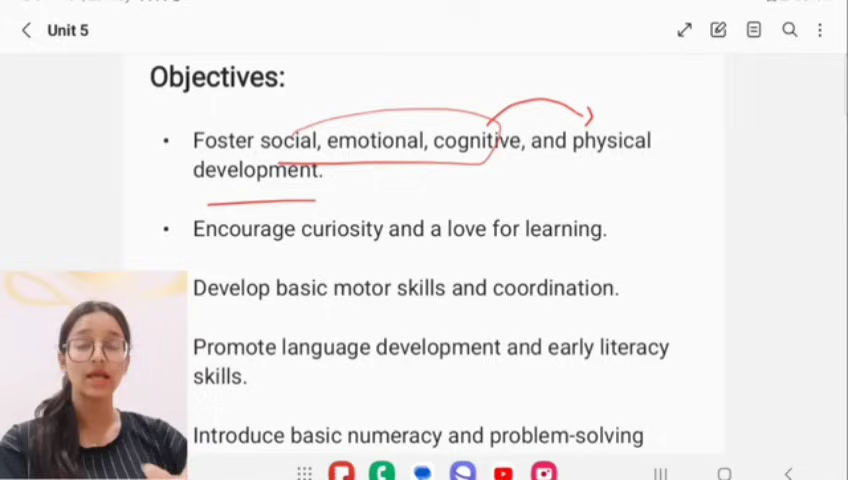 Unit 5
Objectives:
• Foster social, emotional, cognitive, and physical
development.
• Encourage curiosity and a love for learning.
Develop basic motor skills and coordination.
Promote language development and early literacy
skills.
Introduce basic numeracy and problem-solving